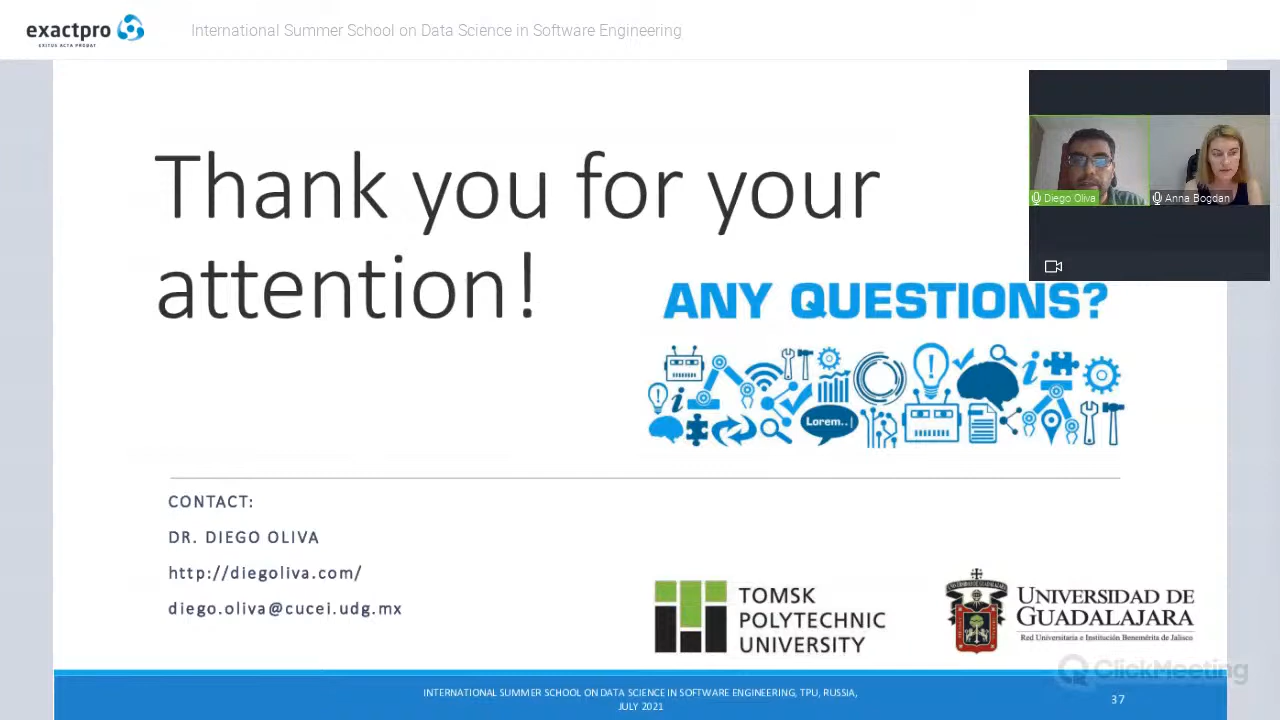 exactpro
EXITUS ACTA PROBAT
International Summer School on Data Science in Software Engineering
Thank you for your
attention!
Diego Oliva
Anna Bogdan
ANY QUESTIONS?
Lorem..|
CONTACT:
DR. DIEGO OLIVA
http://diegoliva.com/
diego.oliva@cucei.udg.mx
TOMSK
POLYTECHNIC
UNIVERSITY
UNIVERSIDAD DE
GUADALAJARA
Red Universitaria e Institución Benemérita de Jalisco
ClickMeeting
INTERNATIONAL SUMMER SCHOOL ON DATA SCIENCE IN SOFTWARE ENGINEERING, TPU, RUSSIA,
JULY 2021
37